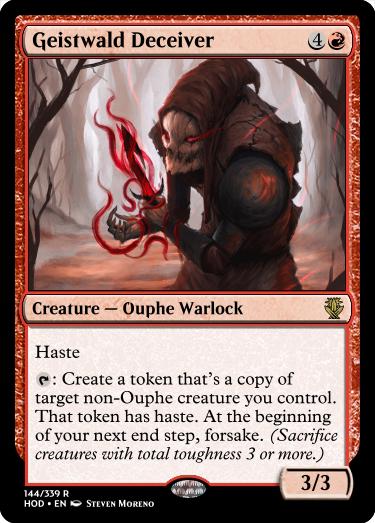 Geistwald Deceiver 4
Creature — Ouphe Warlock
Haste
: Create a token that's a copy of
target non-Ouphe creature you control.
That token has haste. At the beginning
of your next end step, forsake. (Sacrifice
creatures with total toughness 3 or more.)
3/3
144/339 R
HOD • EN Steven Moreno